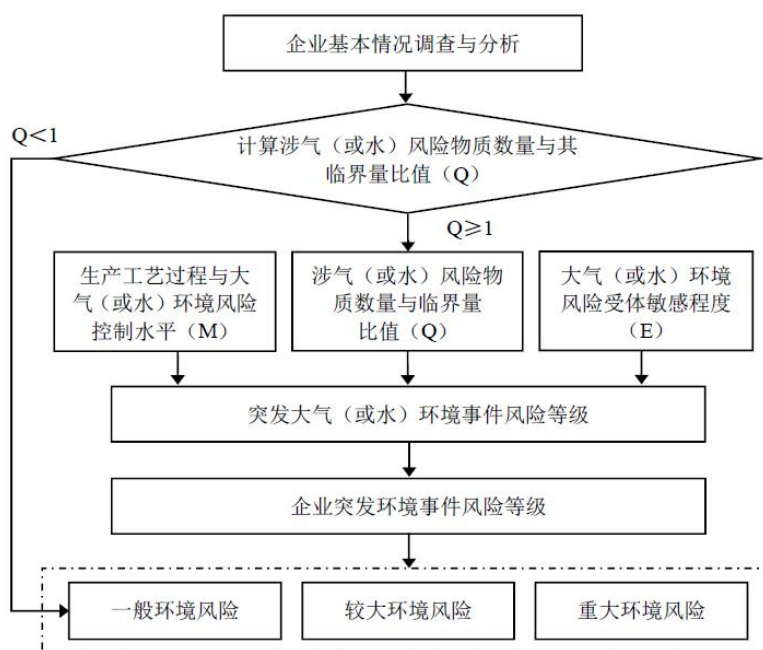 企业基本情况调查与分析
Q＜1
计算涉气（或水）风险物质数量与其
临界量比值（Q）
Q≥1
生产工艺过程与大
气（或水）环境风险
控制水平（M）
涉气（或水）风险物
质数量与临界量
比值（Q）
大气（或水）环境
风险受体敏感程度
（E）
突发大气（或水）环境事件风险等级
企业突发环境事件风险等级
一般环境风险
较大环境风险
重大环境风险